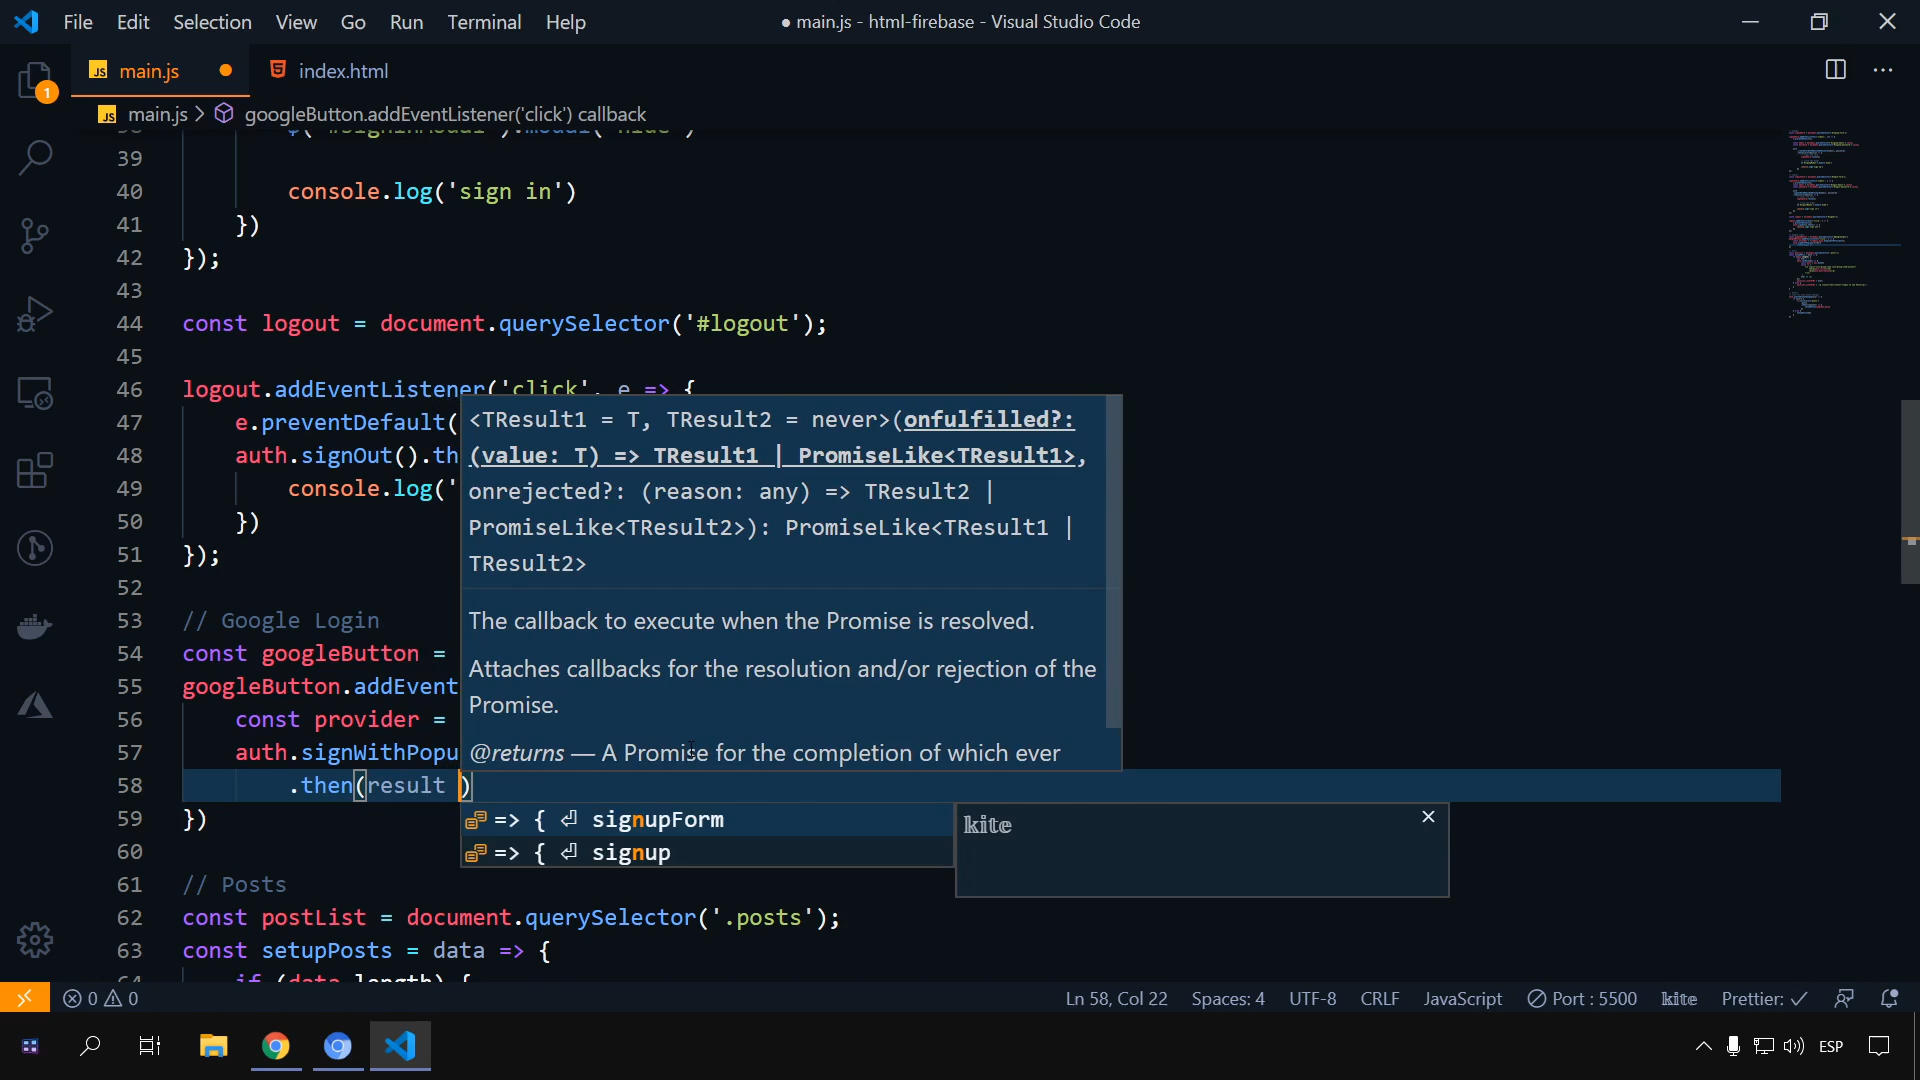 File Edit Selection View Go Run Terminal Help
● main.js - html-firebase - Visual Studio Code
JS main.js
index.html
1
JS main.js > googleButton.addEventListener('click') callback
39
40 console.log('sign in')
41 })
42 });
43
44 const logout = document.querySelector('#logout');
45
46 logout.addEventListener('click', e => {
47 e.preventDefault(
48 auth.signOut().th
49 console.log('
50 })
51 });
52
53 // Google Login
54 const googleButton =
55 googleButton.addEvent
56 const provider =
57 auth.signWithPopu
58 .then(result )
59 })
60
61 // Posts
62 const postList = document.querySelector('.posts');
63 const setupPosts = data => {
64 if (data.length) {
<TResult1 = T, TResult2 = never>(onfulfilled?:
(value: T) => TResult1 | PromiseLike<TResult1>,
onrejected?: (reason: any) => TResult2 |
PromiseLike<TResult2>): PromiseLike<TResult1 |
TResult2>
The callback to execute when the Promise is resolved.
Attaches callbacks for the resolution and/or rejection of the
Promise.
@returns — A Promise for the completion of which ever
=> { ⏎ signupForm
=> { ⏎ signup
kite
0 0
Ln 58, Col 22 Spaces: 4 UTF-8 CRLF JavaScript Port : 5500 kite Prettier: ✓
ESP